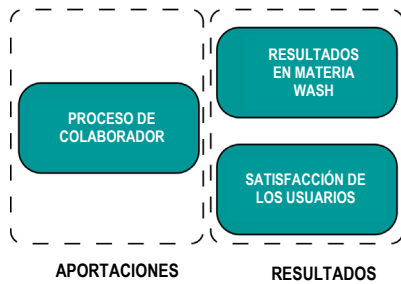 PROCESO DE
COLABORADOR
RESULTADOS
EN MATERIA
WASH
SATISFACCIÓN DE
LOS USUARIOS
APORTACIONES
RESULTADOS